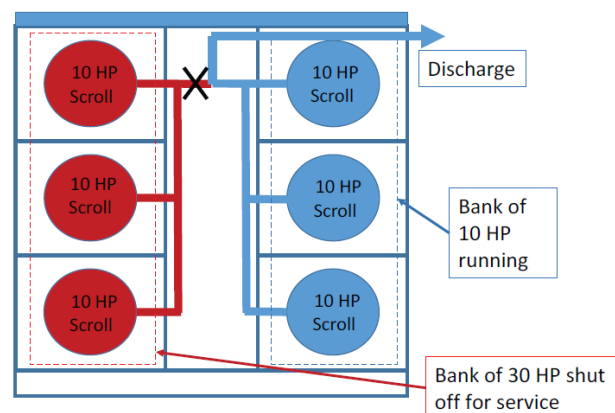 10 HP
Scroll
10 HP
Scroll
Discharge
10 HP
Scroll
10 HP
Scroll
Bank of
10 HP
running
10 HP
Scroll
10 HP
Scroll
Bank of 30 HP shut
off for service